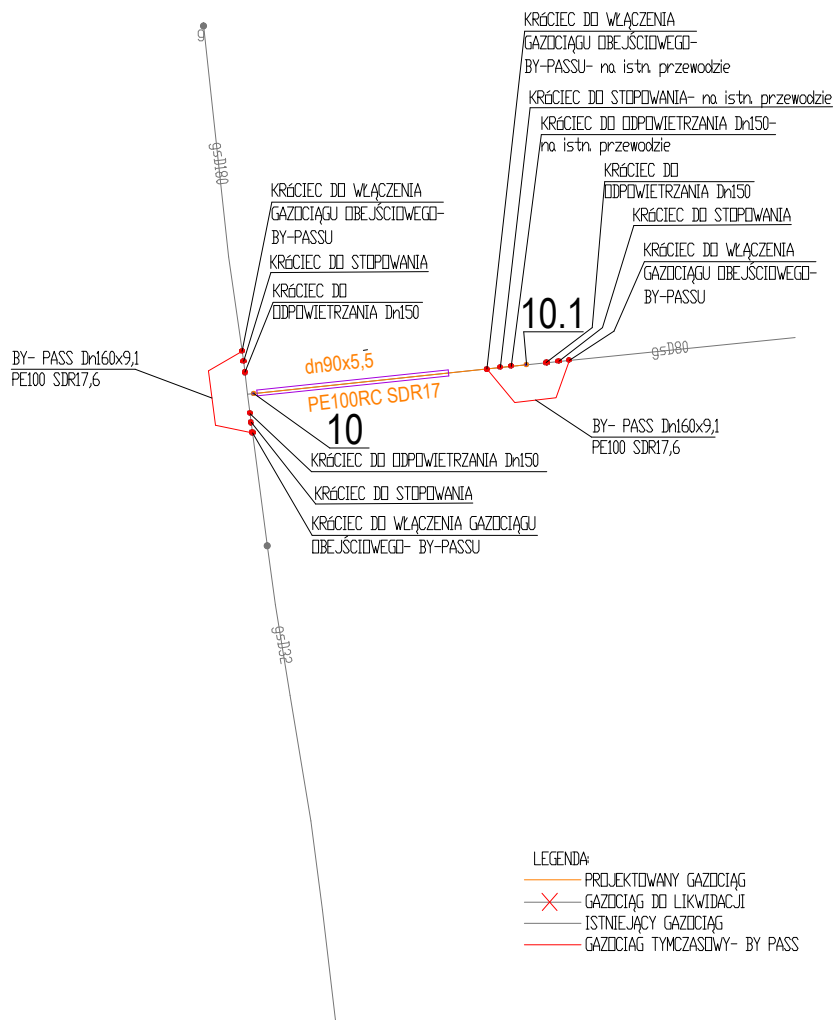 KRóCIEC DO WŁĄCZENIA
GAZOCIĄGU OBEJŚCIOWEGO-
BY-PASSU- na istn. przewodzie
KRóCIEC DO STOPOWANIA- na istn. przewodzie
KRóCIEC DO ODPOWIETRZANIA Dn150-
na istn. przewodzie
KRóCIEC DO
ODPOWIETRZANIA Dn150
KRóCIEC DO STOPOWANIA
KRóCIEC DO WŁĄCZENIA
GAZOCIĄGU OBEJŚCIOWEGO-
BY-PASSU
g
gsD180
KRóCIEC DO WŁĄCZENIA
GAZOCIĄGU OBEJŚCIOWEGO-
BY-PASSU
KRóCIEC DO STOPOWANIA
KRóCIEC DO
ODPOWIETRZANIA Dn150
10.1
gsD80
BY- PASS Dn160x9,1
PE100 SDR17,6
dn90x5,5
PE100RC SDR17
10
BY- PASS Dn160x9,1
PE100 SDR17,6
KRóCIEC DO ODPOWIETRZANIA Dn150
KRóCIEC DO STOPOWANIA
KRóCIEC DO WŁĄCZENIA GAZOCIĄGU
OBEJŚCIOWEGO- BY-PASSU
gsD32
LEGENDA:
PROJEKTOWANY GAZOCIĄG
GAZOCIĄG DO LIKWIDACJI
ISTNIEJĄCY GAZOCIĄG
GAZOCIAG TYMCZASOWY- BY PASS